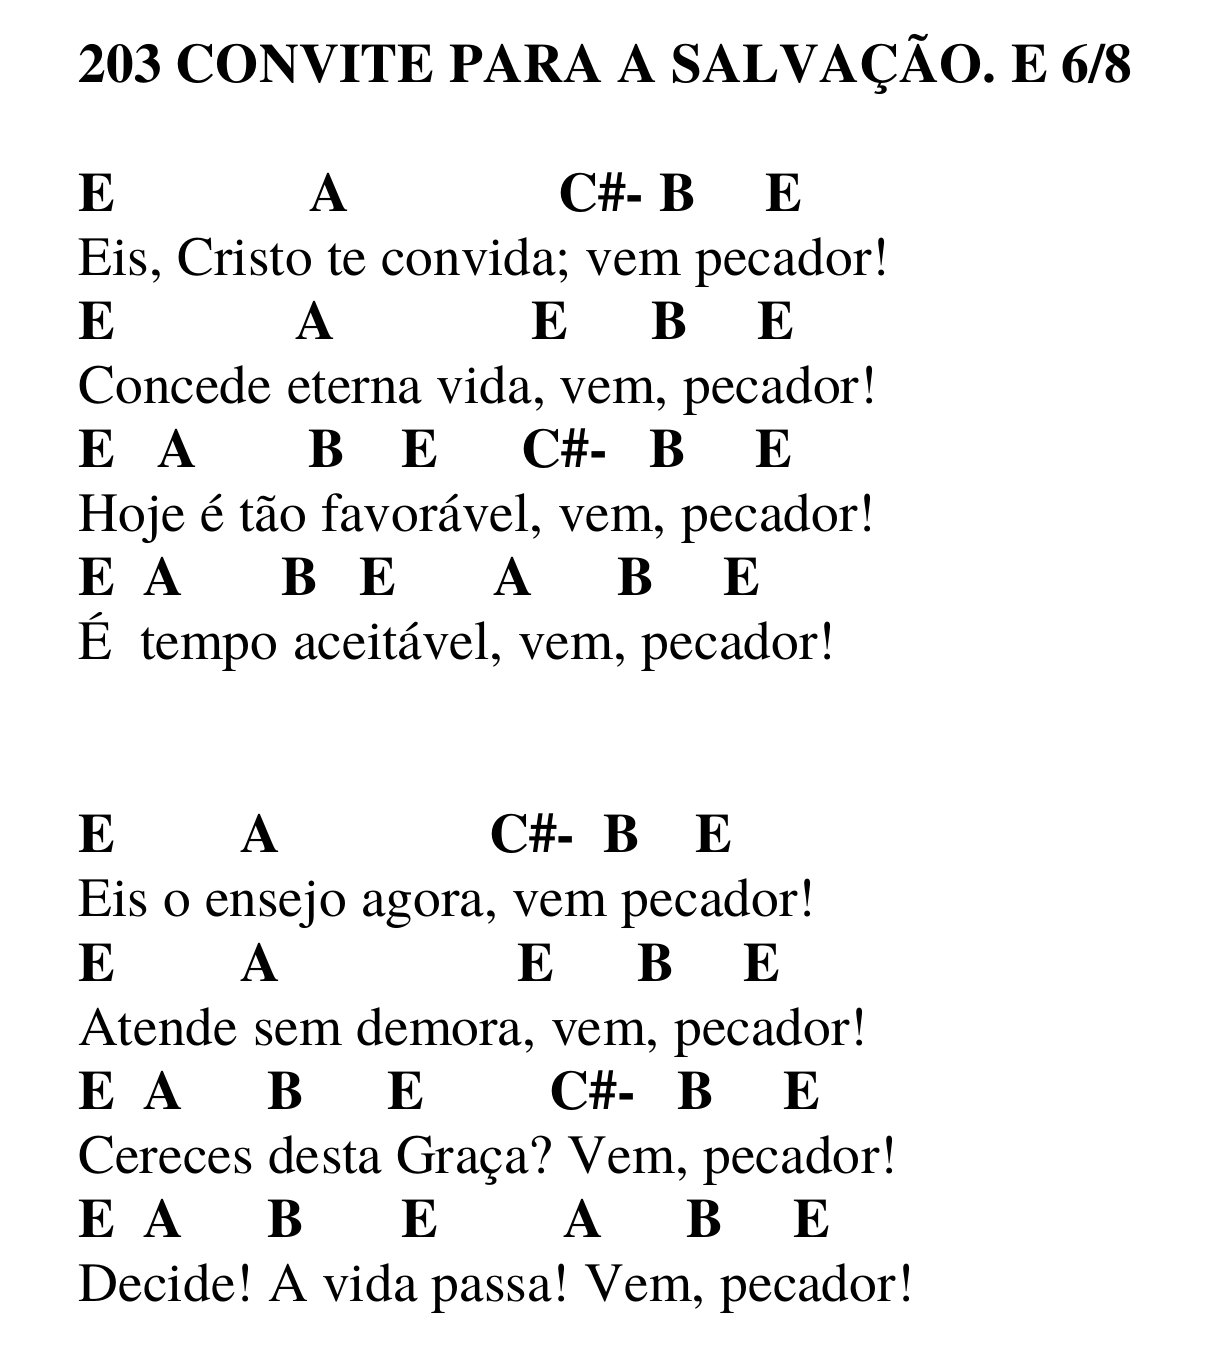 203 CONVITE PARA A SALVAÇÃO. E 6/8
E A C#- B E
Eis, Cristo te convida; vem pecador!
E A E B E
Concede eterna vida, vem, pecador!
E A B E C#- B E
Hoje é tão favorável, vem, pecador!
E A B E A B E
É tempo aceitável, vem, pecador!
E A C#- B E
Eis o ensejo agora, vem pecador!
E A E B E
Atende sem demora, vem, pecador!
E A B E C#- B E
Cereces desta Graça? Vem, pecador!
E A B E A B E
Decide! A vida passa! Vem, pecador!